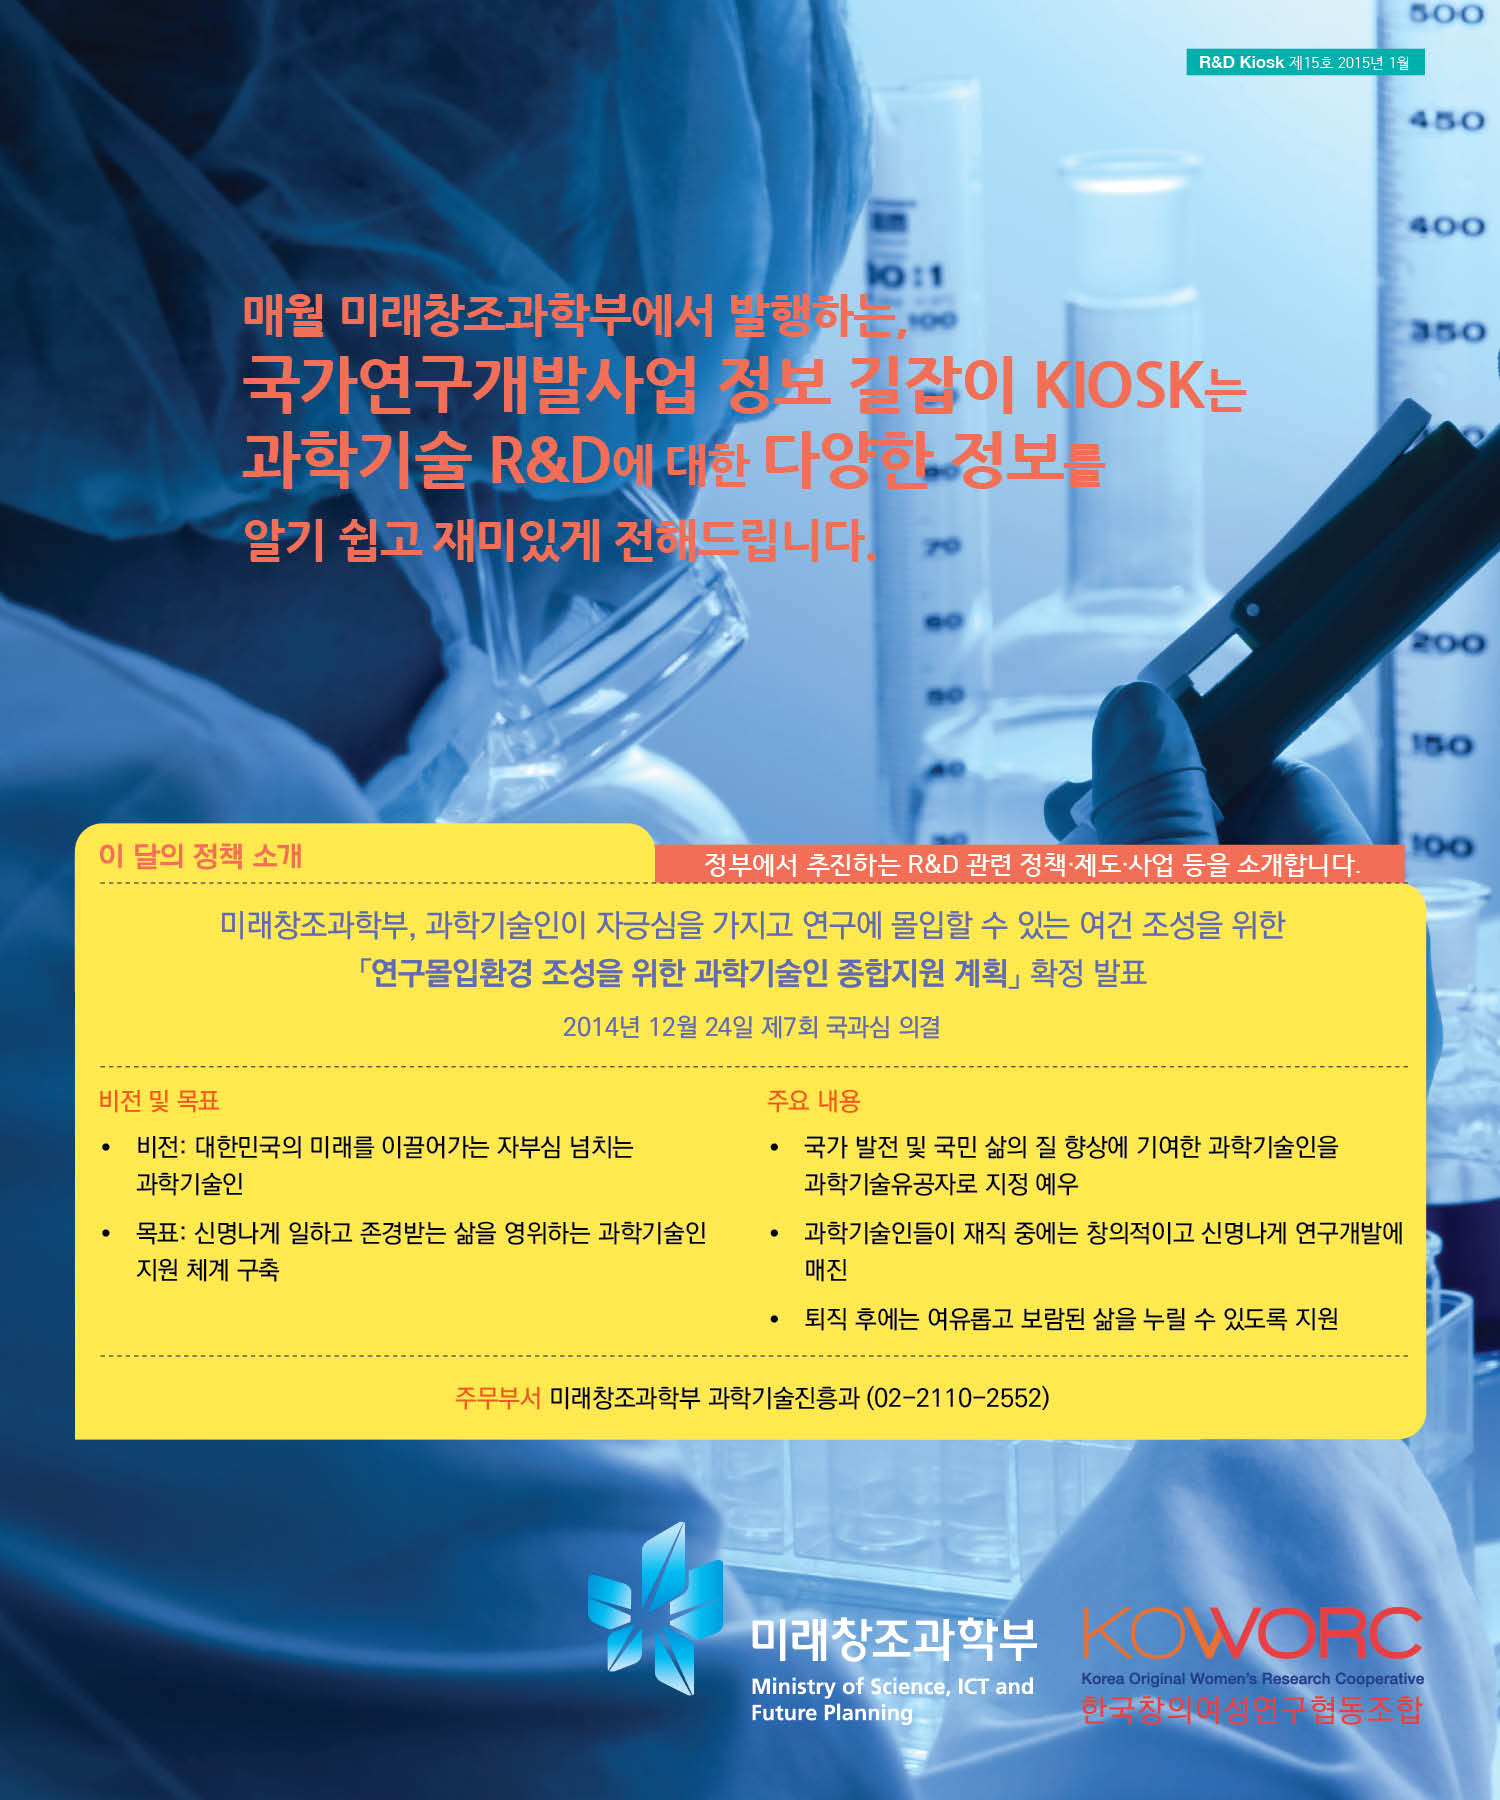 R&D Kiosk 제15호 2015년 1월
500
450
400
350
200
150
100
10:1
100
80
70
60
50
40
매월 미래창조과학부에서 발행하는,
국가연구개발사업 정보 길잡이 KIOSK는
과학기술 R&D에 대한 다양한 정보를
알기 쉽고 재미있게 전해드립니다.
이 달의 정책 소개
정부에서 추진하는 R&D 관련 정책·제도·사업 등을 소개합니다.
미래창조과학부, 과학기술인이 자긍심을 가지고 연구에 몰입할 수 있는 여건 조성을 위한
「연구몰입환경 조성을 위한 과학기술인 종합지원 계획」 확정 발표
2014년 12월 24일 제7회 국과심 의결
비전 및 목표
• 비전: 대한민국의 미래를 이끌어가는 자부심 넘치는
과학기술인
• 목표: 신명나게 일하고 존경받는 삶을 영위하는 과학기술인
지원 체계 구축
주요 내용
• 국가 발전 및 국민 삶의 질 향상에 기여한 과학기술인을
과학기술유공자로 지정 예우
• 과학기술인들이 재직 중에는 창의적이고 신명나게 연구개발에
매진
• 퇴직 후에는 여유롭고 보람된 삶을 누릴 수 있도록 지원
주무부서 미래창조과학부 과학기술진흥과 (02-2110-2552)
미래창조과학부
Ministry of Science, ICT and
Future Planning
KOWORC
Korea Original Women's Research Cooperative
한국창의여성연구협동조합